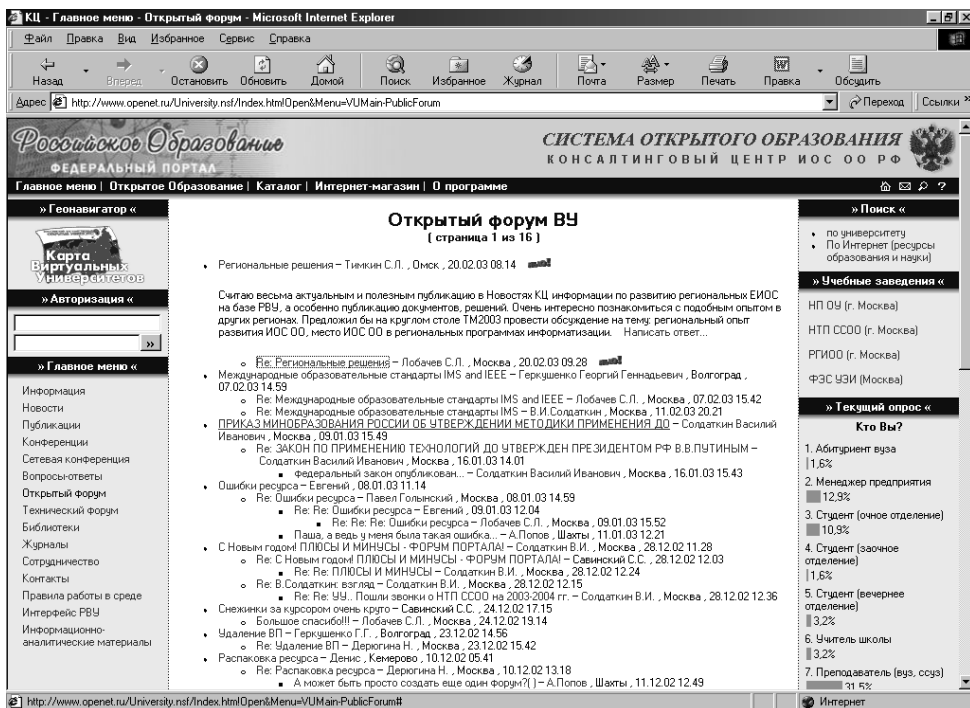 КЦ - Главное меню - Открытый форум - Microsoft Internet Explorer
Файл Правка Вид Избранное Сервис Справка
Назад Вперед Остановить Обновить Домой Поиск Избранное Журнал Почта Размер Печать Правка Обсудить
Адрес http://www.openet.ru/University.nsf/Index.html!Open&Menu=VUMain-PublicForum Переход Ссылки »
Российское Образование
ФЕДЕРАЛЬНЫЙ ПОРТАЛ
СИСТЕМА ОТКРЫТОГО ОБРАЗОВАНИЯ
КОНСАЛТИНГОВЫЙ ЦЕНТР ИОС ОО РФ
Главное меню | Открытое Образование | Каталог | Интернет-магазин | О программе
» Геонавигатор «
Карта
Виртуальных
Университетов
» Авторизация «
»
» Главное меню «
Информация
Новости
Публикации
Конференции
Сетевая конференция
Вопросы-ответы
Открытый форум
Технический форум
Библиотеки
Журналы
Сотрудничество
Контакты
Правила работы в среде
Интерфейс РВУ
Информационно-
аналитические материалы
Открытый форум ВУ
( страница 1 из 16 )
Региональные решения – Тимкин С.Л. , Омск , 20.02.03 08.14
Считаю весьма актуальным и полезным публикацию в Новостях КЦ информации по развитию региональных ЕИОС
на базе РВУ, а особенно публикацию документов, решений. Очень интересно познакомиться с подобным опытом в
других регионах. Предложил бы на круглом столе ТМ2003 провести обсуждение на тему: региональный опыт
развития ИОС ОО, место ИОС ОО в региональных программах информатизации. Написать ответ...
Re: Региональные решения – Лобачев С.Л. , Москва , 20.02.03 09.28
Международные образовательные стандарты IMS and IEEE – Геркушенко Георгий Геннадьевич , Волгоград ,
07.02.03 14.59
Re: Международные образовательные стандарты IMS and IEEE – Лобачев С.Л. , Москва , 07.02.03 15.42
Re: Международные образовательные стандарты IMS – В.И.Солдаткин , Москва , 11.02.03 20.21
ПРИКАЗ МИНОБРАЗОВАНИЯ РОССИИ ОБ УТВЕРЖДЕНИИ МЕТОДИКИ ПРИМЕНЕНИЯ ДО – Солдаткин Василий
Иванович , Москва , 09.01.03 15.49
Re: ЗАКОН ПО ПРИМЕНЕНИЮ ТЕХНОЛОГИЙ ДО УТВЕРЖДЕН ПРЕЗИДЕНТОМ РФ В.В.ПУТИНЫМ –
Солдаткин Василий Иванович , Москва , 16.01.03 14.01
Федеральный закон опубликован... – Солдаткин Василий Иванович , Москва , 16.01.03 15.43
Ошибки ресурса – Евгений , 08.01.03 11.14
Re: Ошибки ресурса – Павел Голынский , Москва , 08.01.03 14.59
Re: Re: Ошибки ресурса – Евгений , 09.01.03 12.04
Re: Re: Re: Ошибки ресурса – Лобачев С.Л. , Москва , 09.01.03 15.52
Паша, а ведь у меня была такая ошибка... – А.Попов , Шахты , 11.01.03 12.21
С Новым годом! ПЛЮСЫ И МИНУСЫ - ФОРУМ ПОРТАЛА! – Солдаткин В.И. , Москва , 28.12.02 11.28
Re: С Новым годом! ПЛЮСЫ И МИНУСЫ - ФОРУМ ПОРТАЛА! – Савинский С.С. , 28.12.02 12.03
Re: Re: ПЛЮСЫ И МИНУСЫ – Солдаткин В.И. , Москва , 28.12.02 12.24
Re: В.Солдаткин: взгляд – Солдаткин В.И. , Москва , 28.12.02 12.15
Re: Re: УУ.. Пошли звонки о НТП ССОО на 2003-2004 гг. – Солдаткин В.И. , Москва , 28.12.02 12.36
Снежинки за курсором очень круто – Савинский С.С. , 24.12.02 17.15
Большое спасибо!!! – Лобачев С.Л. , Москва , 24.12.02 19.14
Удаление ВП – Геркушенко Г.Г. , Волгоград , 23.12.02 14.56
Re: Удаление ВП – Дерюгина Н. , Москва , 23.12.02 15.42
Распаковка ресурса – Денис , Кемерово , 10.12.02 05.41
Re: Распаковка ресурса – Дерюгина Н. , Москва , 10.12.02 13.18
А может быть просто создать еще один форум?( ) – А.Попов , Шахты , 11.12.02 12.49
» Поиск «
по университету
По Интернет (ресурсы
образования и науки)
» Учебные заведения «
НП ОУ (г. Москва)
НТП ССОО (г. Москва)
РГИОО (г. Москва)
ФЭС УЗИ (Москва)
» Текущий опрос «
Кто Вы?
1. Абитуриент вуза
1,6%
2. Менеджер предприятия
12,9%
3. Студент (очное отделение)
10,9%
4. Студент (заочное
отделение)
1,6%
5. Студент (вечернее
отделение)
3,2%
6. Учитель школы
3,2%
7. Преподаватель (вуз, ссуз)
31,5%
http://www.openet.ru/University.nsf/Index.html!Open&Menu=VUMain-PublicForum# Интернет